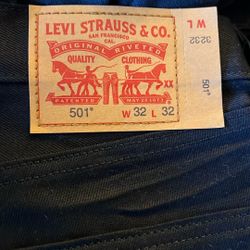 LEVI STRAUSS & CO.
SAN FRANCISCO
CAL.
ORIGINAL RIVETED
QUALITY CLOTHING
XX
PATENTED MAY 20 1873
501® W 32 L 32
W L
3232
501®